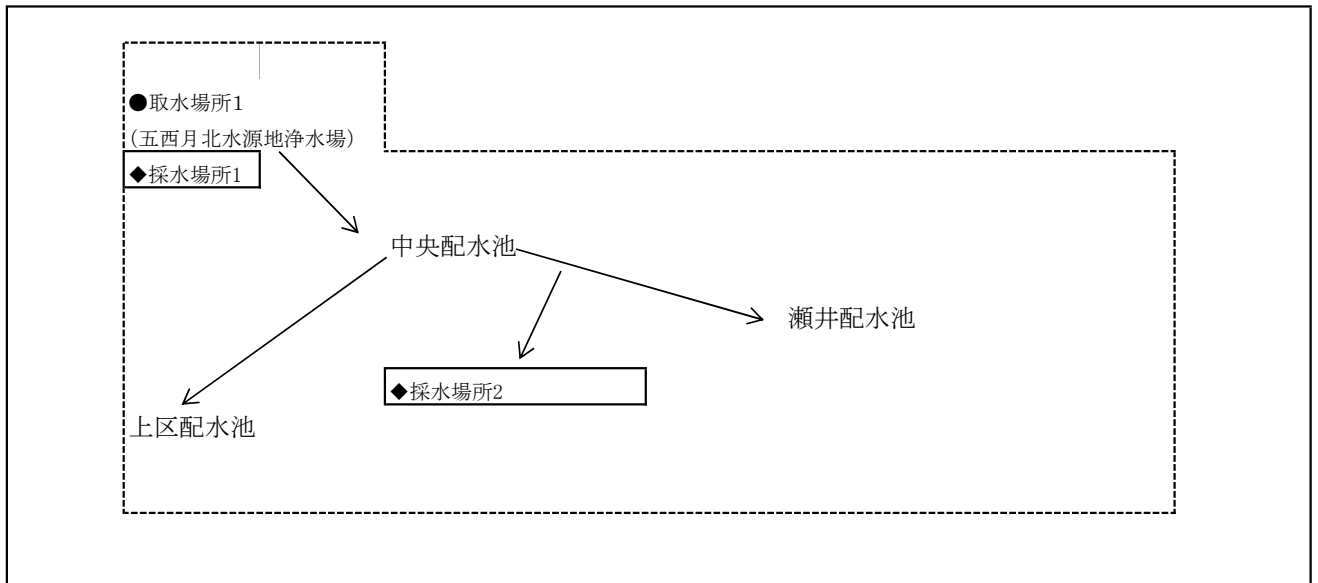 ●取水場所1
(五西月北水源地浄水場)
◆採水場所1
中央配水池
瀬井配水池
◆採水場所2
上区配水池